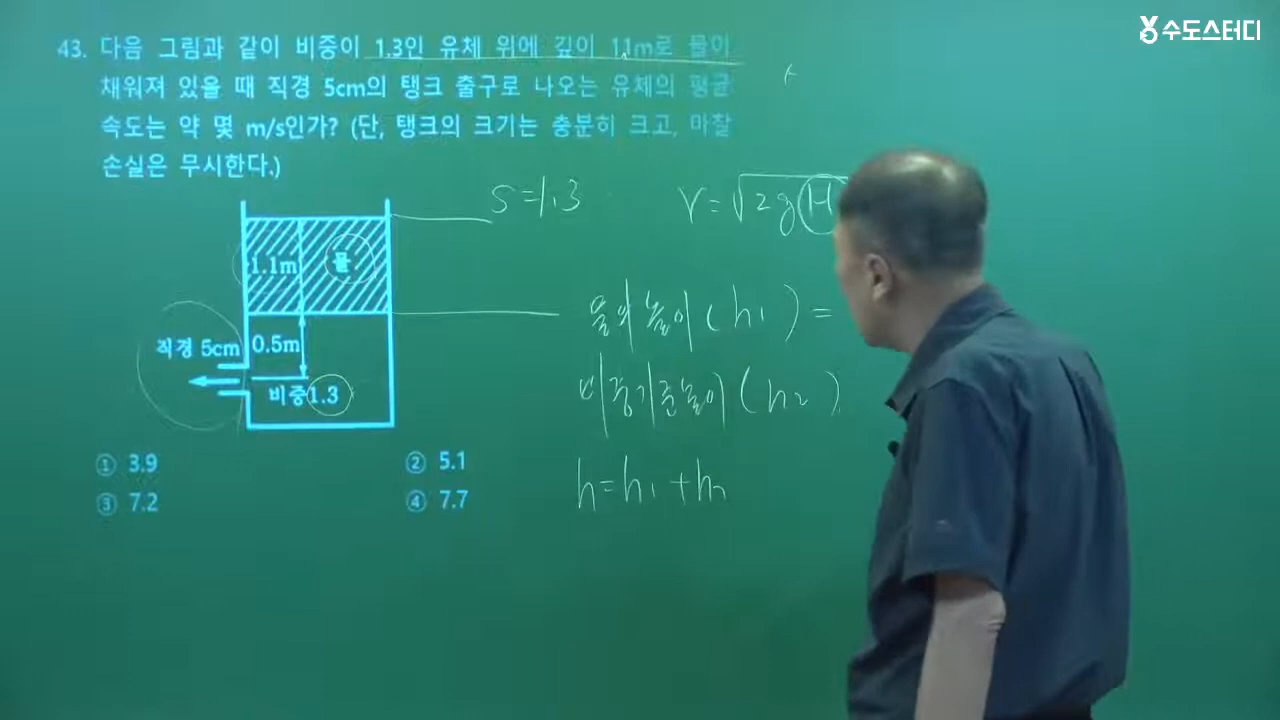 수도스터디
43. 다음 그림과 같이 비중이 1.3인 유체 위에 깊이 1.1m로 물이
채워져 있을 때 직경 5cm의 탱크 출구로 나오는 유체의 평균
속도는 약 몇 m/s인가? (단, 탱크의 크기는 충분히 크고, 마찰
손실은 무시한다.)
S=1.3
V=√2gH
1.1m 물
물의 높이(h1) =
직경 5cm 0.5m
비중1.3
비중기준높이(h2)
h=h1+h2
① 3.9 ② 5.1
③ 7.2 ④ 7.7